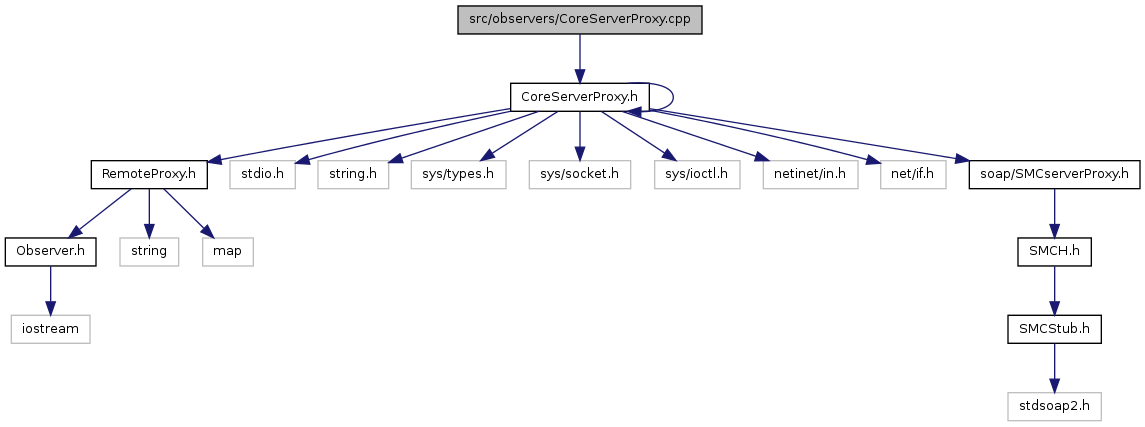 src/observers/CoreServerProxy.cpp
CoreServerProxy.h
RemoteProxy.h
stdio.h
string.h
sys/types.h
sys/socket.h
sys/ioctl.h
netinet/in.h
net/if.h
soap/SMCserverProxy.h
Observer.h
string
map
SMCH.h
iostream
SMCStub.h
stdsoap2.h